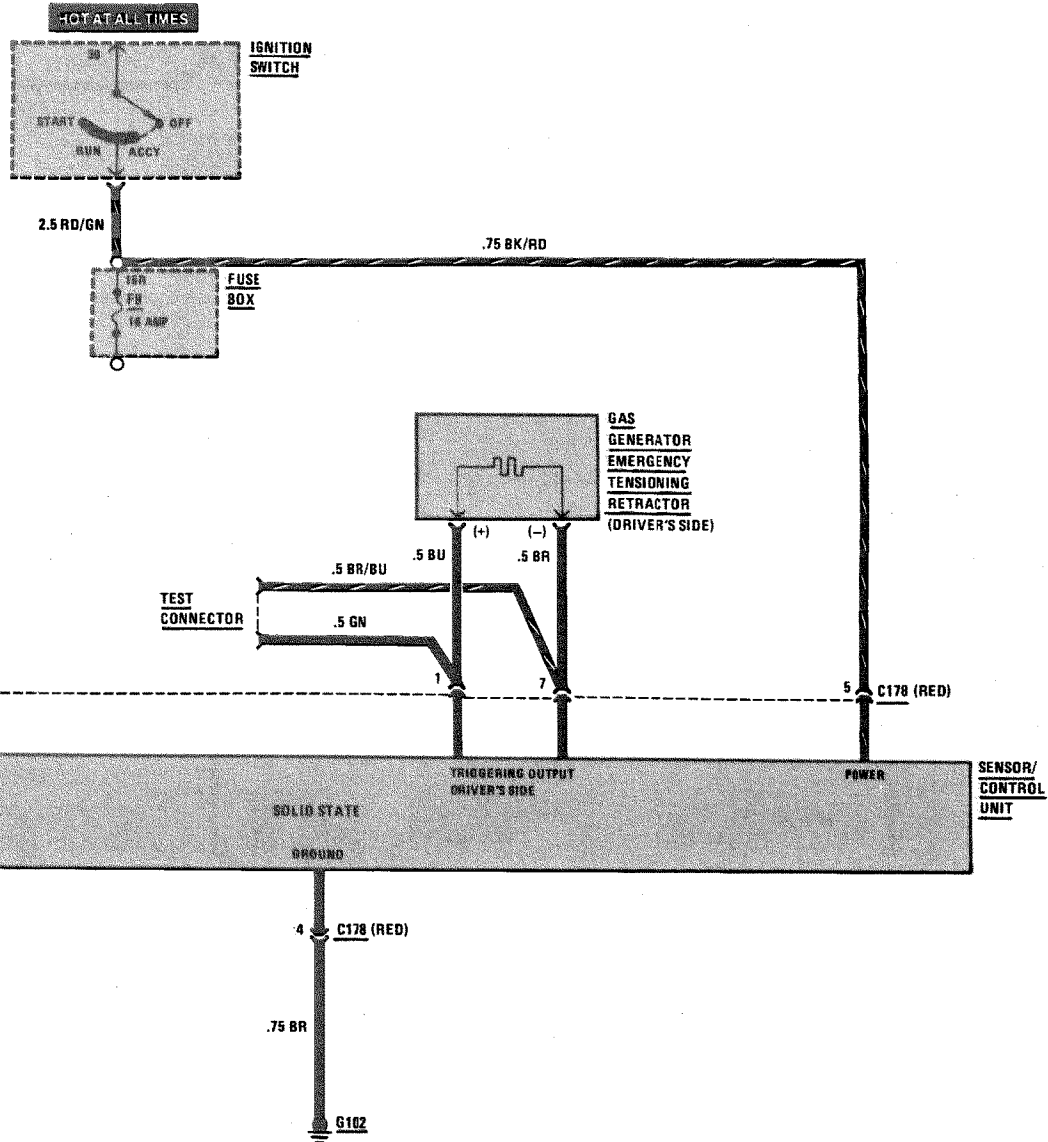 HOT AT ALL TIMES
30
IGNITION
SWITCH
START
OFF
RUN
ACCY
2.5 RD/GN
.75 BK/RD
15R
FUSE
BOX
16 AMP
GAS
GENERATOR
EMERGENCY
TENSIONING
RETRACTOR
(DRIVER'S SIDE)
(+)
(−)
.5 BU
.5 BR
.5 BR/BU
TEST
CONNECTOR
.5 GN
1
7
5
C178 (RED)
TRIGGERING OUTPUT
DRIVER'S SIDE
POWER
SENSOR/
CONTROL
UNIT
SOLID STATE
GROUND
4
C178 (RED)
.75 BR
G102